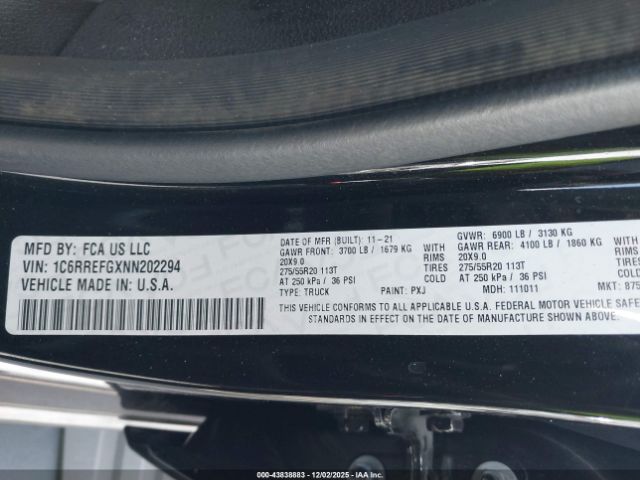 MFD BY: FCA US LLC
VIN: 1C6RREFGXNN202294
VEHICLE MADE IN: U.S.A.
DATE OF MFR (BUILT): 11-21 GVWR: 6900 LB / 3130 KG
GAWR FRONT: 3700 LB / 1679 KG WITH GAWR REAR: 4100 LB / 1860 KG WITH
20X9.0 RIMS 20X9.0 RIMS
275/55R20 113T TIRES 275/55R20 113T TIRES
AT 250 kPa / 36 PSI COLD AT 250 kPa / 36 PSI COLD
TYPE: TRUCK PAINT: PXJ MDH: 111011 MKT: 875
THIS VEHICLE CONFORMS TO ALL APPLICABLE U.S.A. FEDERAL MOTOR VEHICLE SAFE
STANDARDS IN EFFECT ON THE DATE OF MANUFACTURE SHOWN ABOVE.
© 43838883 12/02/2025 IAA, Inc.